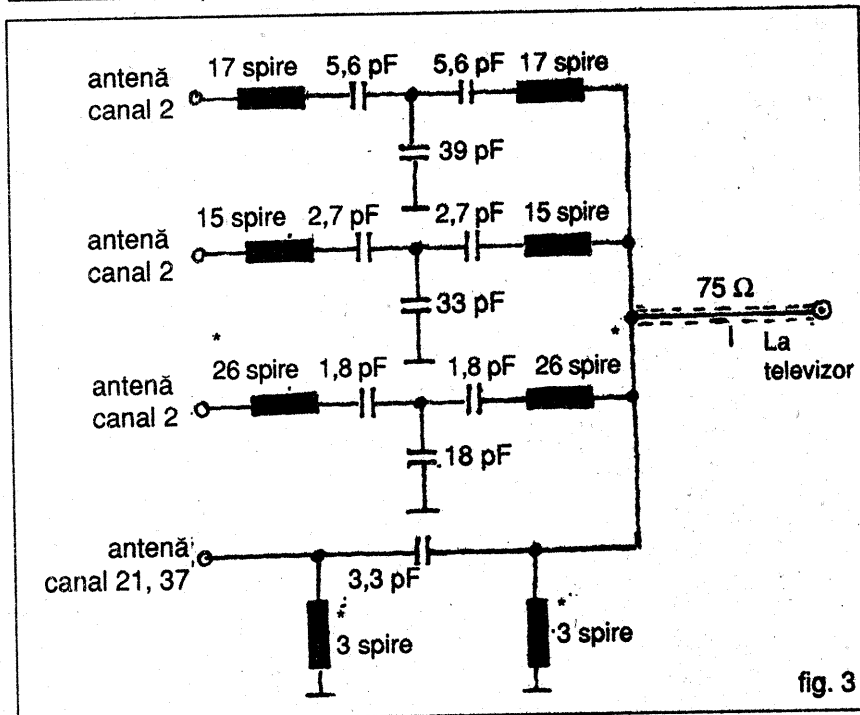 17 spire 5,6 pF 5,6 pF 17 spire
antenă
canal 2
39 pF
15 spire 2,7 pF 2,7 pF 15 spire
antenă
canal 2
33 pF
75 Ω
*
*
La
televizor
26 spire 1,8 pF 1,8 pF 26 spire
antenă
canal 2
18 pF
antenă
canal 21, 37
3,3 pF
*
*
3 spire
3 spire
fig. 3